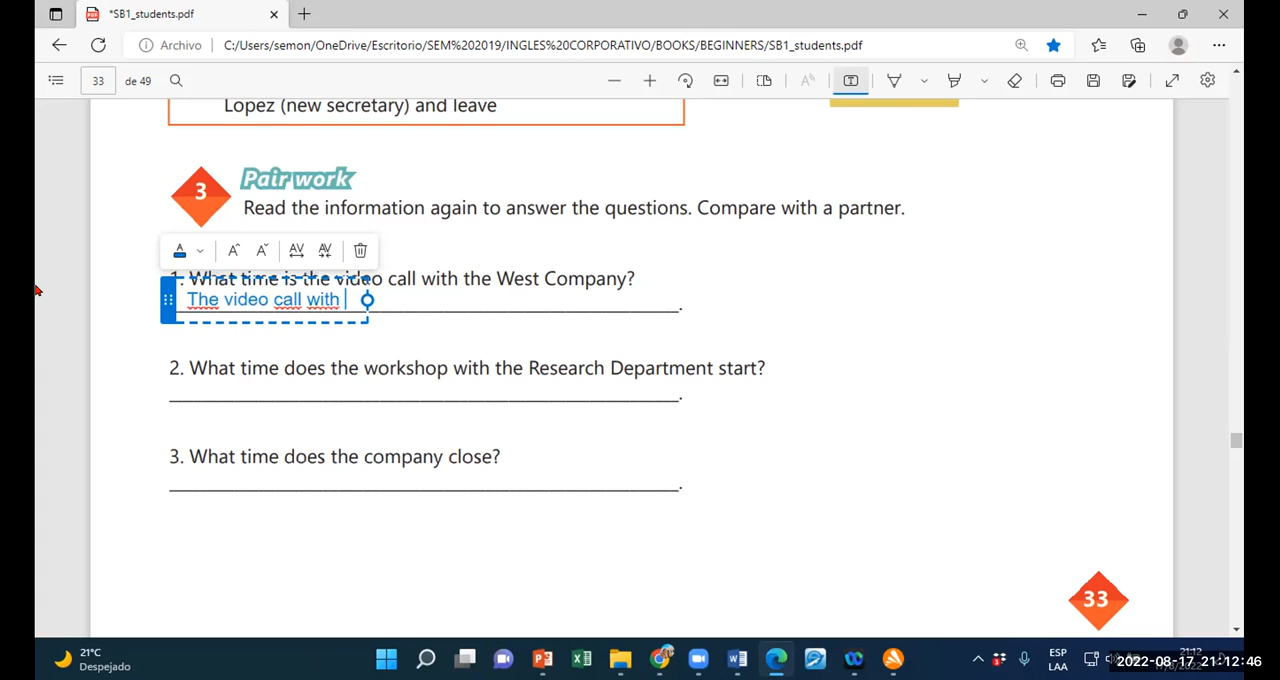 *SB1_students.pdf
Archivo C:/Users/semon/OneDrive/Escritorio/SEM%202019/INGLES%20CORPORATIVO/BOOKS/BEGINNERS/SB1_students.pdf
33 de 49
Lopez (new secretary) and leave
3 Pair work
Read the information again to answer the questions. Compare with a partner.
1. What time is the video call with the West Company?
The video call with
2. What time does the workshop with the Research Department start?
3. What time does the company close?
33
21°C
Despejado
ESP
LAA
2022-08-17, 21:12:46